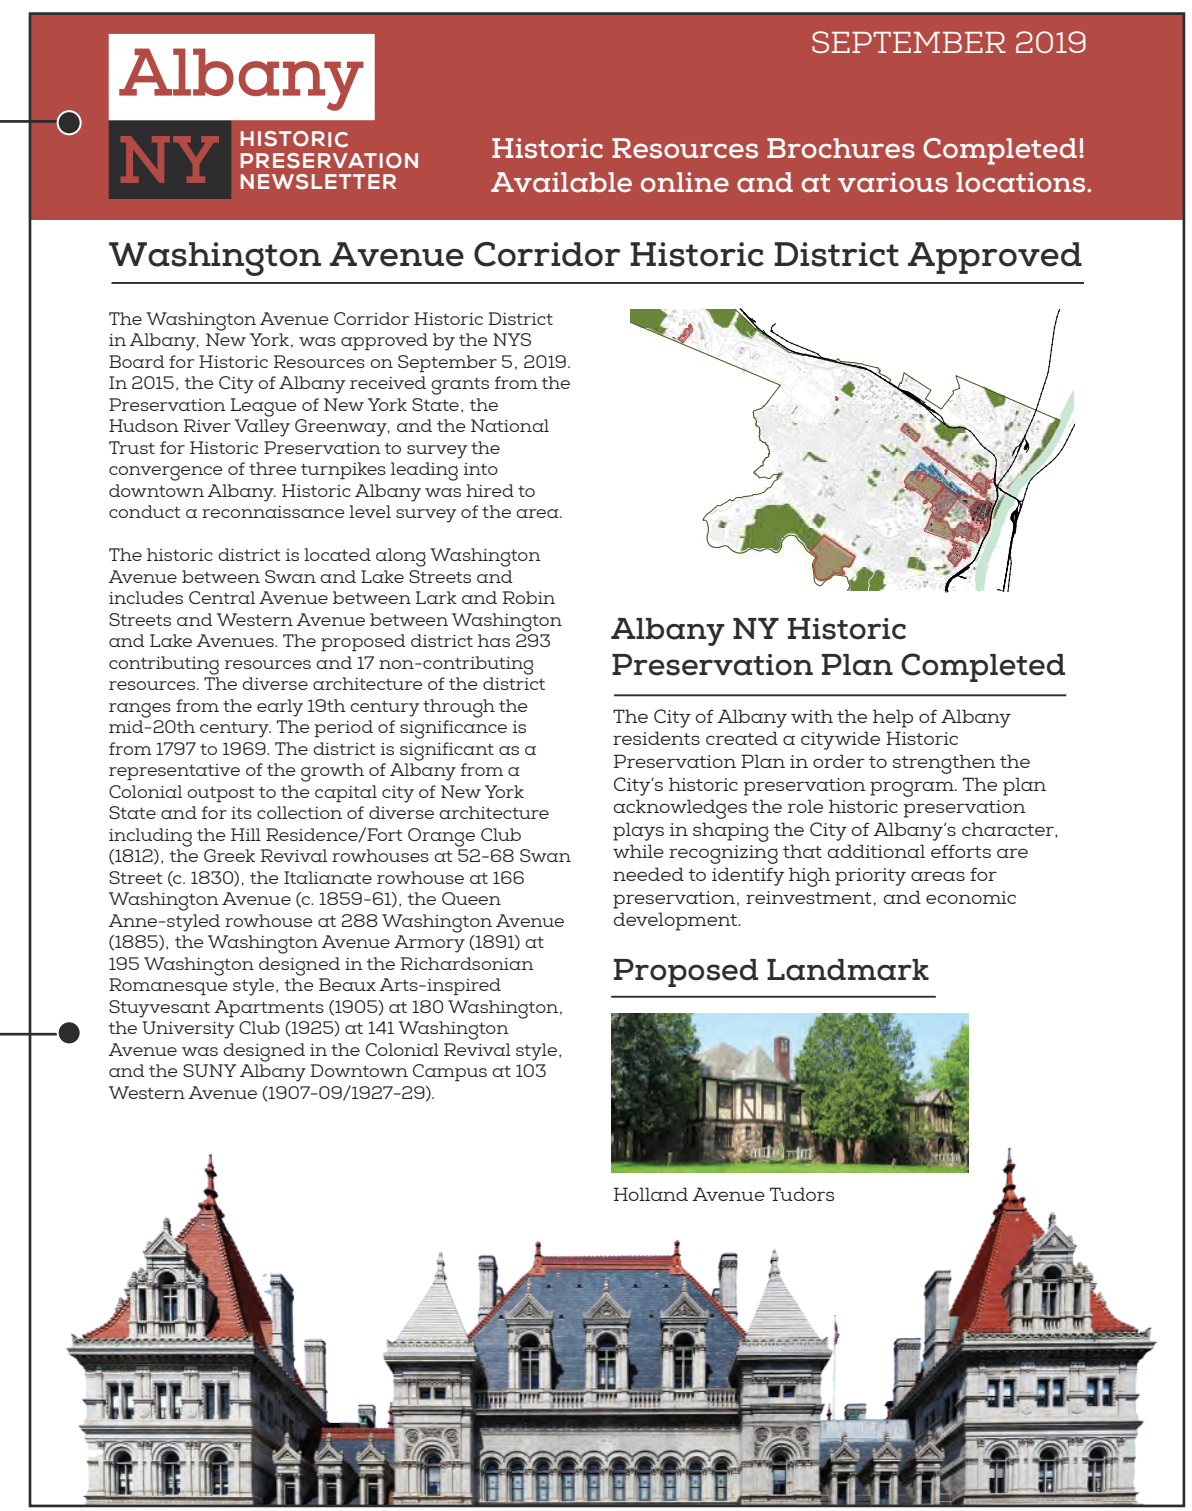 SEPTEMBER 2019
Albany
NY
HISTORIC
PRESERVATION
NEWSLETTER
Historic Resources Brochures Completed!
Available online and at various locations.
Washington Avenue Corridor Historic District Approved
The Washington Avenue Corridor Historic District
in Albany, New York, was approved by the NYS
Board for Historic Resources on September 5, 2019.
In 2015, the City of Albany received grants from the
Preservation League of New York State, the
Hudson River Valley Greenway, and the National
Trust for Historic Preservation to survey the
convergence of three turnpikes leading into
downtown Albany. Historic Albany was hired to
conduct a reconnaissance level survey of the area.
The historic district is located along Washington
Avenue between Swan and Lake Streets and
includes Central Avenue between Lark and Robin
Streets and Western Avenue between Washington
and Lake Avenues. The proposed district has 293
contributing resources and 17 non-contributing
resources. The diverse architecture of the district
ranges from the early 19th century through the
mid-20th century. The period of significance is
from 1797 to 1969. The district is significant as a
representative of the growth of Albany from a
Colonial outpost to the capital city of New York
State and for its collection of diverse architecture
including the Hill Residence/Fort Orange Club
(1812), the Greek Revival rowhouses at 52-68 Swan
Street (c. 1830), the Italianate rowhouse at 166
Washington Avenue (c. 1859-61), the Queen
Anne-styled rowhouse at 288 Washington Avenue
(1885), the Washington Avenue Armory (1891) at
195 Washington designed in the Richardsonian
Romanesque style, the Beaux Arts-inspired
Stuyvesant Apartments (1905) at 180 Washington,
the University Club (1925) at 141 Washington
Avenue was designed in the Colonial Revival style,
and the SUNY Albany Downtown Campus at 103
Western Avenue (1907-09/1927-29).
Albany NY Historic
Preservation Plan Completed
The City of Albany with the help of Albany
residents created a citywide Historic
Preservation Plan in order to strengthen the
City's historic preservation program. The plan
acknowledges the role historic preservation
plays in shaping the City of Albany's character,
while recognizing that additional efforts are
needed to identify high priority areas for
preservation, reinvestment, and economic
development.
Proposed Landmark
Holland Avenue Tudors